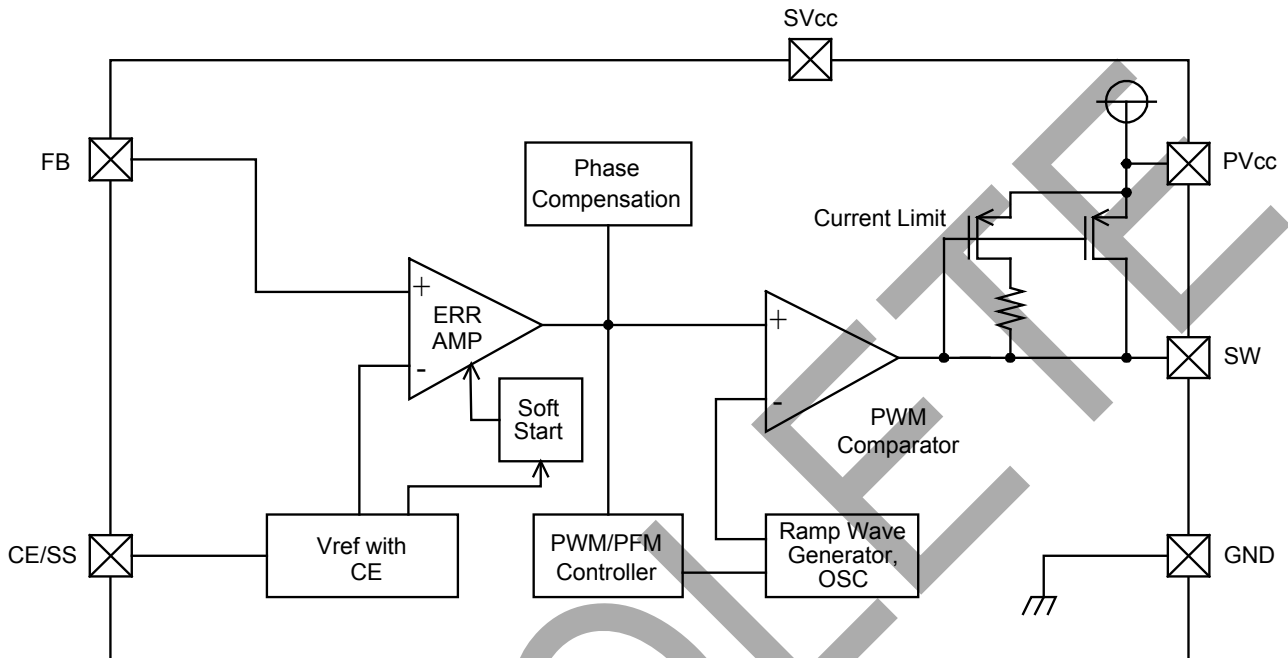 SVcc
FB
PVcc
Phase
Compensation
Current Limit
+
ERR
AMP
-
+
-
SW
Soft
Start
PWM
Comparator
CE/SS
Vref with
CE
PWM/PFM
Controller
Ramp Wave
Generator,
OSC
GND
OLETE